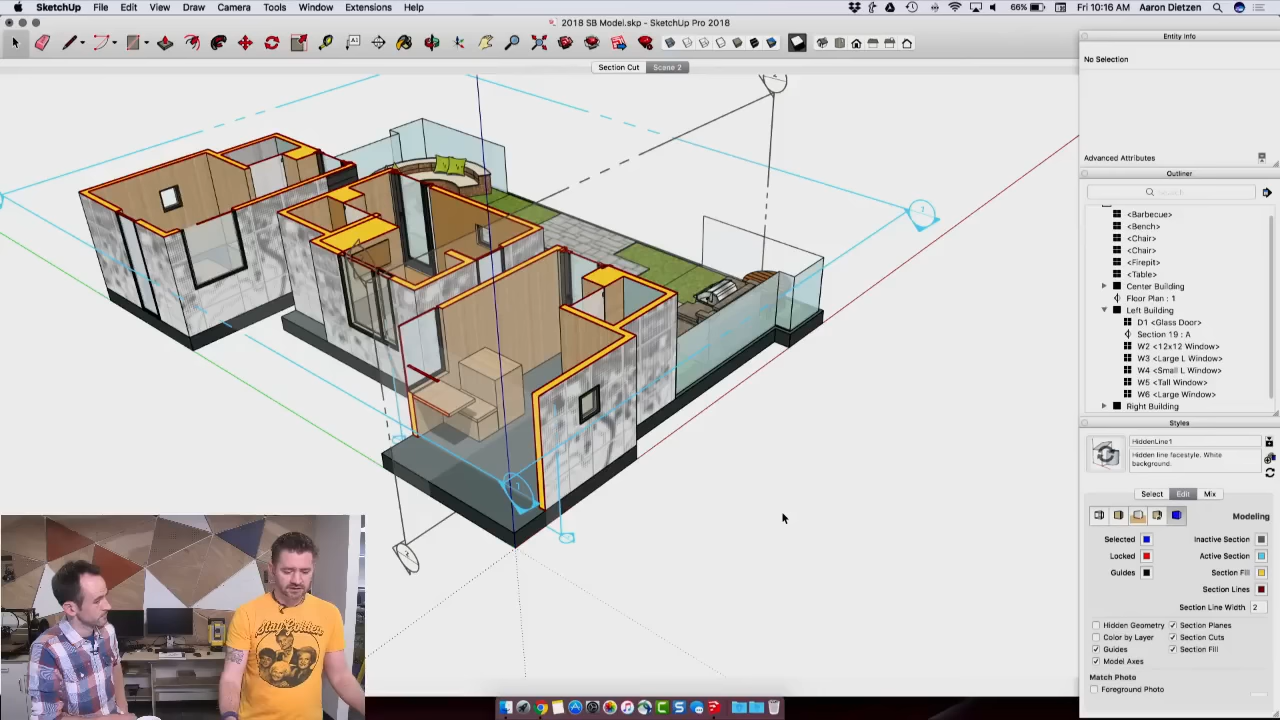 SketchUp File Edit View Draw Camera Tools Window Extensions Help 66% Fri 10:16 AM Aaron Dietzen
2018 SB Model.skp - SketchUp Pro 2018
Entity Info
No Selection
Section Cut Scene 2
Advanced Attributes
Outliner
<Barbecue>
<Bench>
<Chair>
<Chair>
<Firepit>
<Table>
Center Building
Floor Plan : 1
Left Building
D1 <Glass Door>
Section 19 : A
W2 <12x12 Window>
W3 <Large L Window>
W4 <Small L Window>
W5 <Tall Window>
W6 <Large Window>
Right Building
Styles
HiddenLine1
Hidden line facestyle. White
background.
Select Edit Mix
Modeling
Selected Inactive Section
Locked Active Section
Guides Section Fill
Section Lines
Section Line Width 2
Hidden Geometry Section Planes
Color by Layer Section Cuts
Guides Section Fill
Model Axes
Match Photo
Foreground Photo
Stay Golden